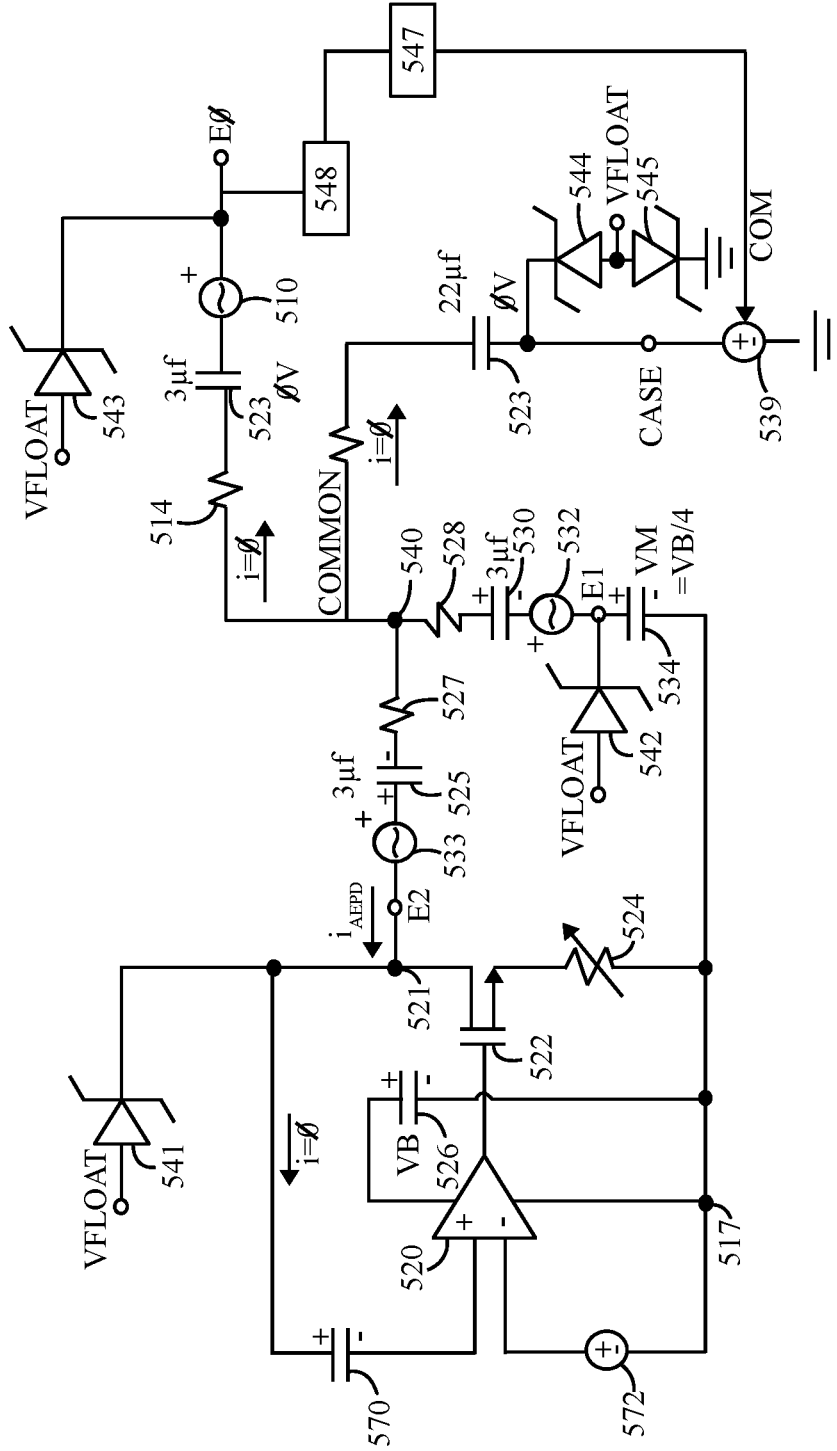 VFLOAT
541
i=Ø
570
VB
526
520
+
-
+
-
+
-
572
+
-
517
522
524
521
i AEPD
E2
533
+
3µf
+
-
525
527
540
COMMON
i=Ø
528
3µf
+
-
530
532
+
E1
VFLOAT
542
534
+
-
VM
=VB/4
i=Ø
514
VFLOAT
543
3µf
523
ØV
+
510
EØ
548
547
22µf
523
ØV
544
VFLOAT
545
CASE
COM
539
+
-